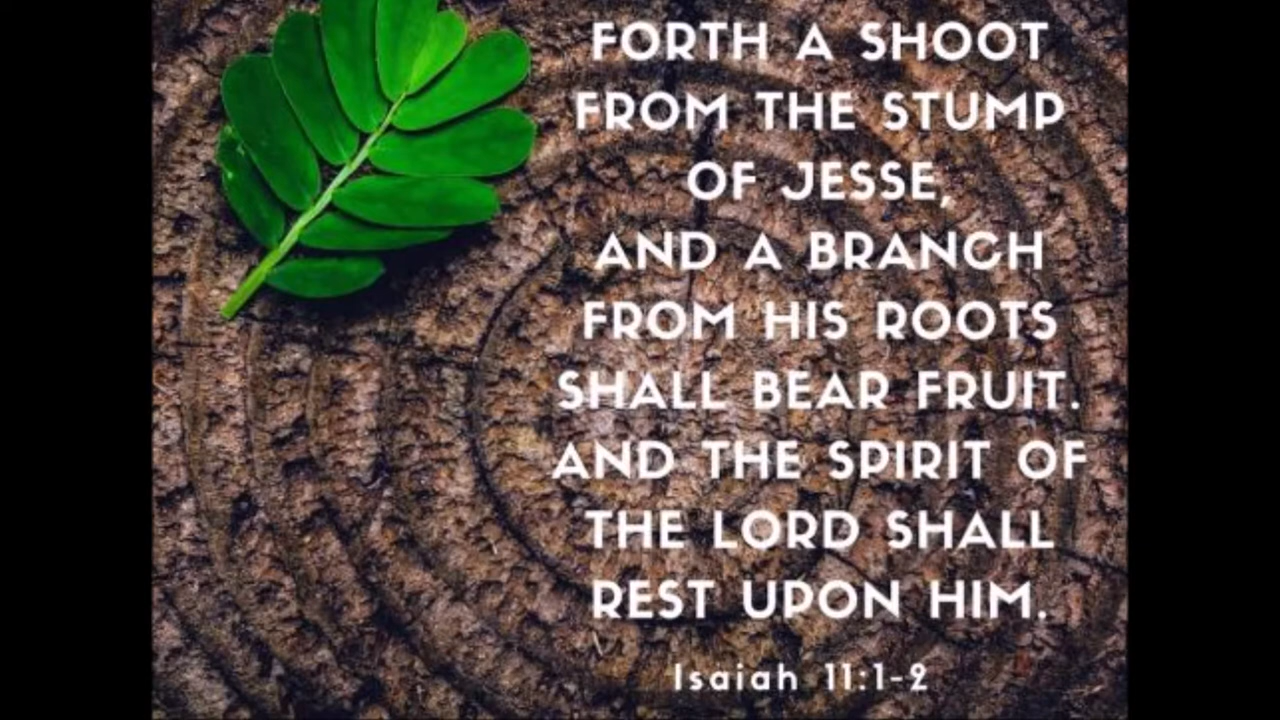 FORTH A SHOOT
FROM THE STUMP
OF JESSE,
AND A BRANCH
FROM HIS ROOTS
SHALL BEAR FRUIT.
AND THE SPIRIT OF
THE LORD SHALL
REST UPON HIM.
Isaiah 11:1-2